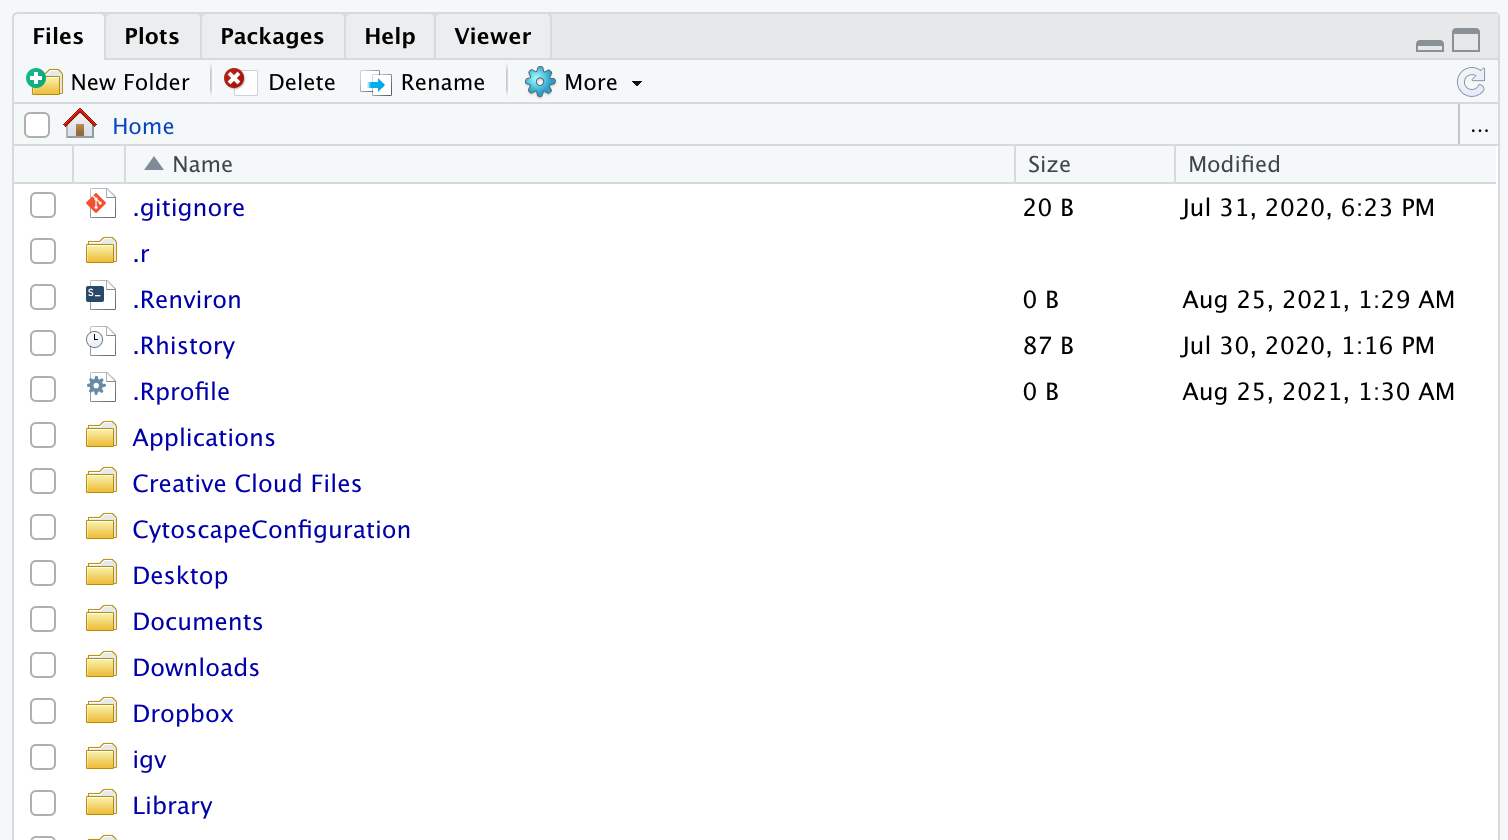 Files Plots Packages Help Viewer
New Folder Delete Rename More
Home ...
Name Size Modified
.gitignore 20 B Jul 31, 2020, 6:23 PM
.r
.Renviron 0 B Aug 25, 2021, 1:29 AM
.Rhistory 87 B Jul 30, 2020, 1:16 PM
.Rprofile 0 B Aug 25, 2021, 1:30 AM
Applications
Creative Cloud Files
CytoscapeConfiguration
Desktop
Documents
Downloads
Dropbox
igv
Library